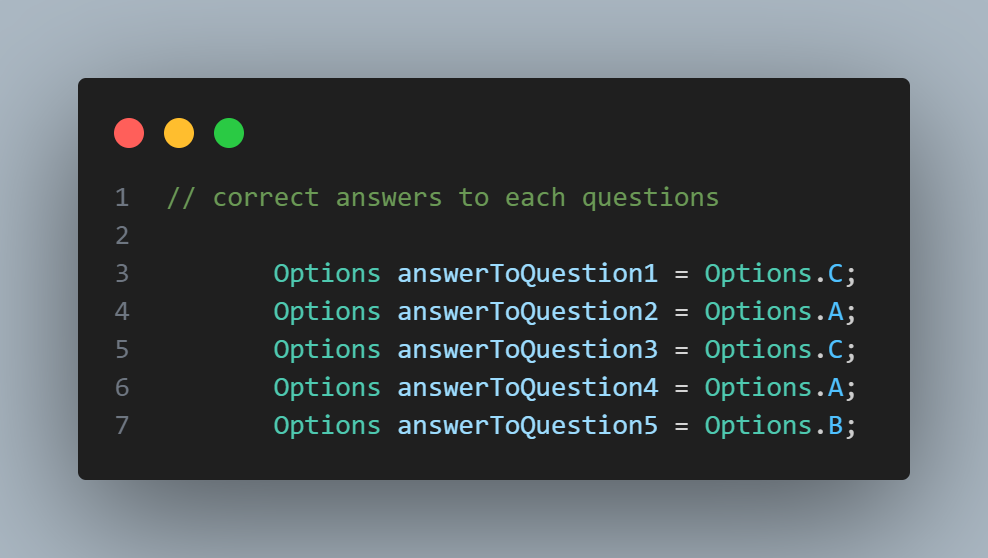 1 // correct answers to each questions
2
3 Options answerToQuestion1 = Options.C;
4 Options answerToQuestion2 = Options.A;
5 Options answerToQuestion3 = Options.C;
6 Options answerToQuestion4 = Options.A;
7 Options answerToQuestion5 = Options.B;